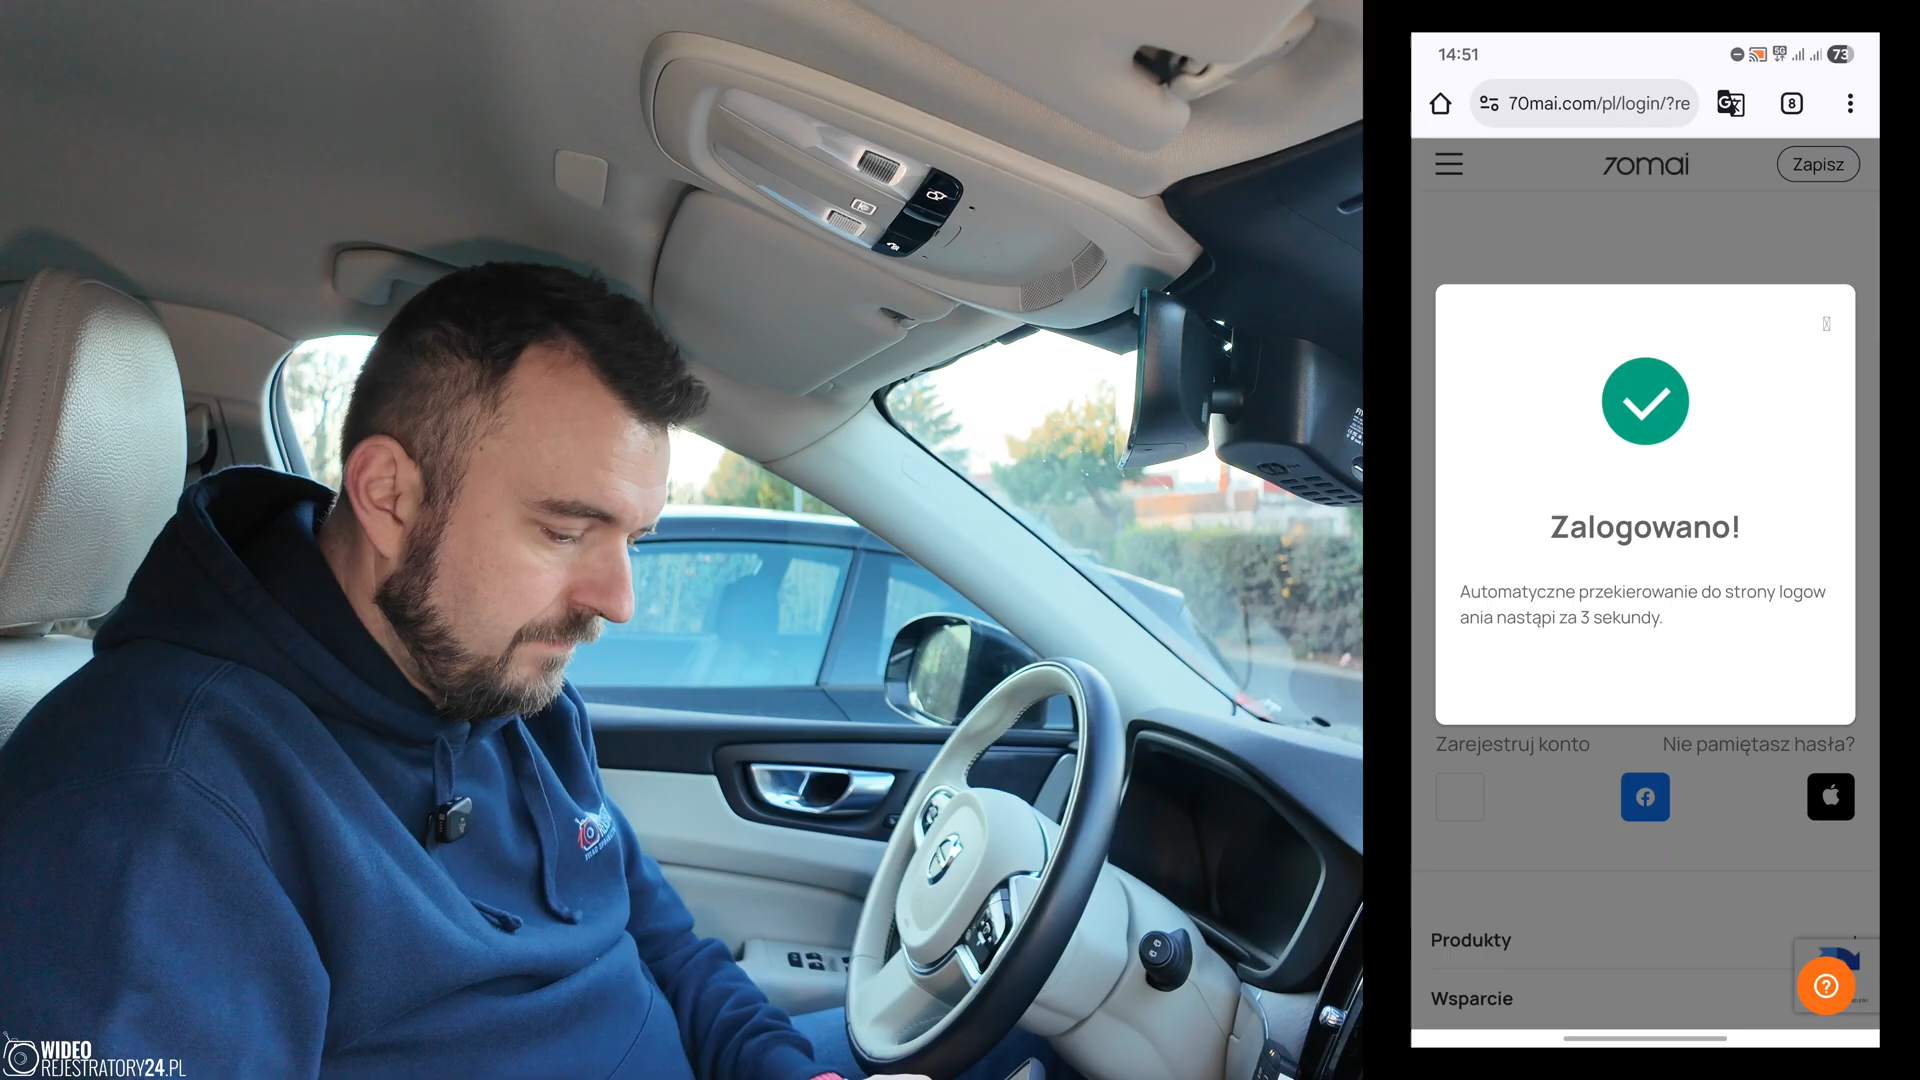 14:51
5G
73
70mai.com/pl/login/?re
8
70mai
Zapisz
Zalogowano!
Automatyczne przekierowanie do strony logow
ania nastąpi za 3 sekundy.
Zarejestruj konto
Nie pamiętasz hasła?
Produkty
Wsparcie
WIDEO
REJESTRATORY24.PL